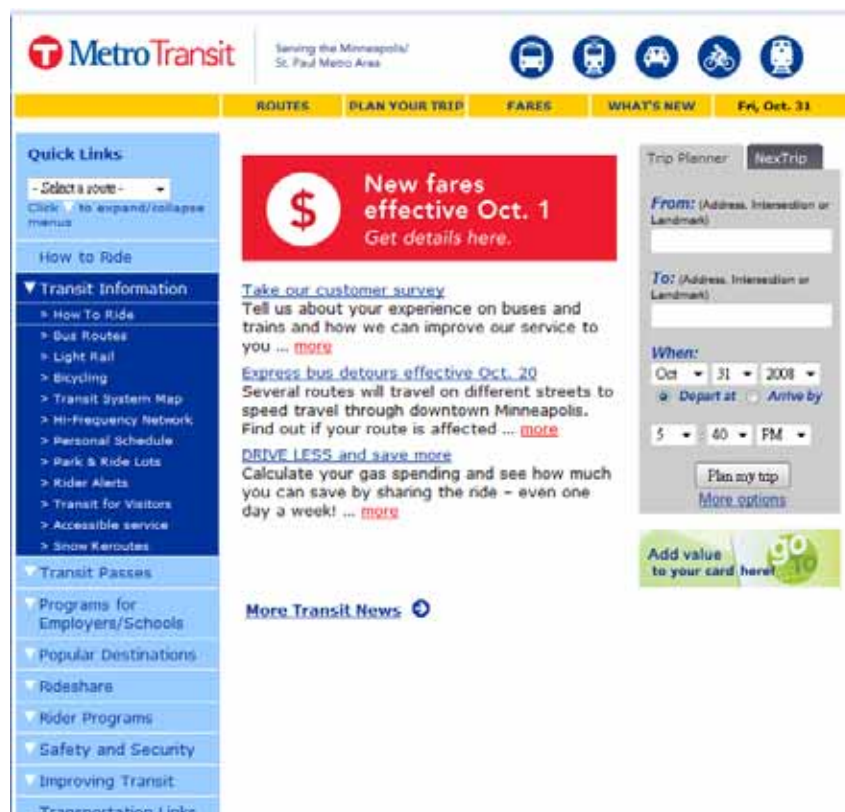 MetroTransit
Serving the Minneapolis/
St. Paul Metro Area
ROUTES PLAN YOUR TRIP FARES WHAT'S NEW Fri, Oct. 31
Quick Links
- Select a route -
Click to expand/collapse
menus
How to Ride
Transit Information
> How To Ride
> Bus Routes
> Light Rail
> Bicycling
> Transit System Map
> Hi-Frequency Network
> Personal Schedule
> Park & Ride Lots
> Rider Alerts
> Transit for Visitors
> Accessible service
> Snow Reroutes
Transit Passes
Programs for
Employers/Schools
Popular Destinations
Rideshare
Rider Programs
Safety and Security
Improving Transit
Transportation Links
$
New fares
effective Oct. 1
Get details here.
Take our customer survey
Tell us about your experience on buses and
trains and how we can improve our service to
you ... more
Express bus detours effective Oct. 20
Several routes will travel on different streets to
speed travel through downtown Minneapolis.
Find out if your route is affected ... more
DRIVE LESS and save more
Calculate your gas spending and see how much
you can save by sharing the ride – even one
day a week! ... more
More Transit News
Trip Planner NexTrip
From: (Address, Intersection or
Landmark)
To: (Address, Intersection or
Landmark)
When:
Oct 31 2008
Depart at Arrive by
5 : 40 PM
Plan my trip
More options
Add value
to your card here!
go
TO